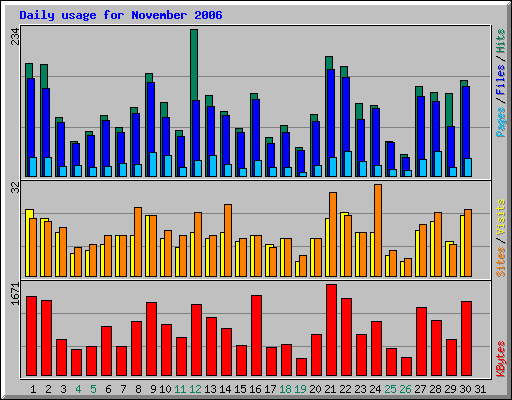 Daily usage for November 2006
234
Pages / Files / Hits
32
Sites / Visits
1671
KBytes
1 2 3 4 5 6 7 8 9 10 11 12 13 14 15 16 17 18 19 20 21 22 23 24 25 26 27 28 29 30 31